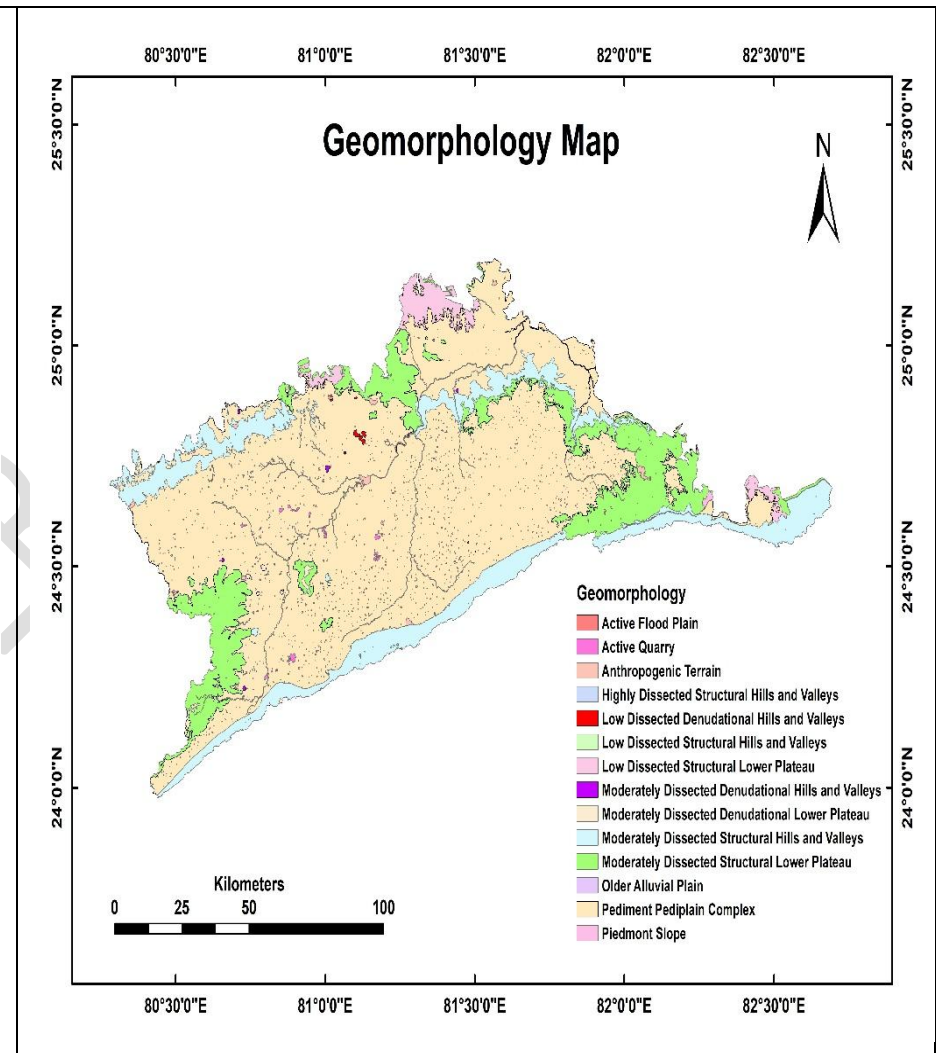 80°30'0"E 81°0'0"E 81°30'0"E 82°0'0"E 82°30'0"E
25°30'0"N 25°30'0"N
Geomorphology Map
N
25°0'0"N 25°0'0"N
24°30'0"N 24°30'0"N
Geomorphology
Active Flood Plain
Active Quarry
Anthropogenic Terrain
Highly Dissected Structural Hills and Valleys
Low Dissected Denudational Hills and Valleys
Low Dissected Structural Hills and Valleys
Low Dissected Structural Lower Plateau
Moderately Dissected Denudational Hills and Valleys
Moderately Dissected Denudational Lower Plateau
Moderately Dissected Structural Hills and Valleys
Moderately Dissected Structural Lower Plateau
Older Alluvial Plain
Pediment Pediplain Complex
Piedmont Slope
24°0'0"N 24°0'0"N
Kilometers
0 25 50 100
80°30'0"E 81°0'0"E 81°30'0"E 82°0'0"E 82°30'0"E